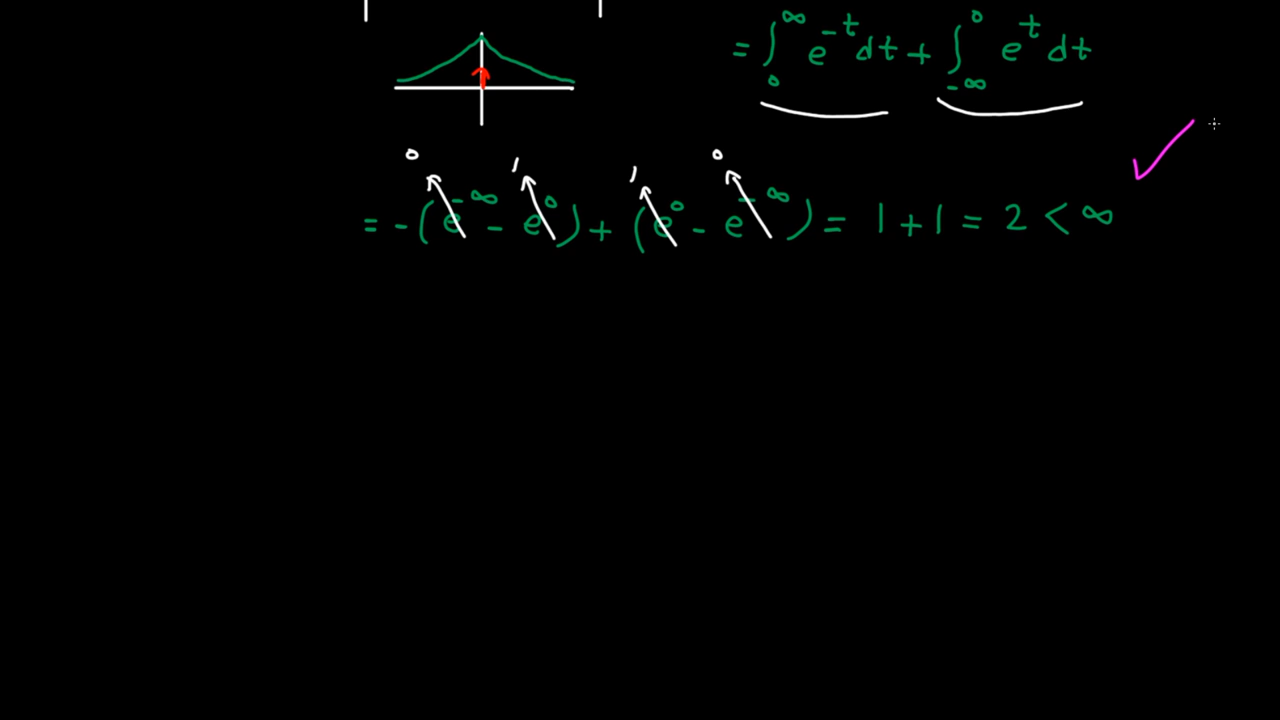 = ∫₀^∞ e^{-t} dt + ∫_{-∞}^0 e^t dt
0 1 1 0
= -(e^{-∞} - e^0) + (e^0 - e^{-∞}) = 1 + 1 = 2 < ∞